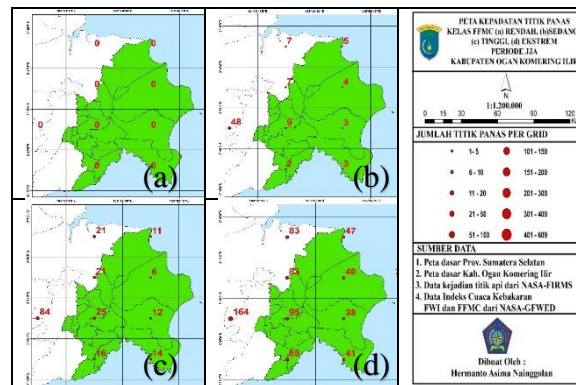 0 0
0 0
0 0 0
0 0
(a)
7 5
7 4
48 9 3
2 3
(b)
21 11
21 6
84 25 12
16 14
(c)
83 47
83 40
164 95 38
65 41
(d)
PETA KEPADATAN TITIK PANAS
KELAS FFMC (a) RENDAH, (b)SEDANG
(c) TINGGI, (d) EKSTREM
PERIODE JJA
KABUPATEN OGAN KOMERING ILIR
N
1:1.200.000
0 15 30 60 90 120
JUMLAH TITIK PANAS PER GRID
1-5 101 - 150
6 - 10 151 - 200
11 - 20 201 - 300
21 - 50 301 - 400
51 - 100 401 - 609
SUMBER DATA
1. Peta dasar Prov. Sumatera Selatan
2. Peta dasar Kab. Ogan Komering Ilir
3. Data kejadian titik api dari NASA-FIRMS
4. Data Indeks Cuaca Kebakaran
FWI dan FFMC dari NASA-GFWED
Dibuat Oleh :
Hermanto Asima Nainggolan